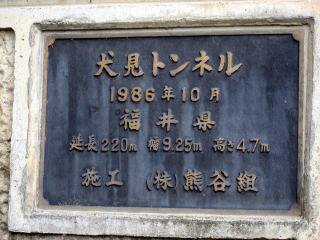 犬見トンネル
1986年10月
福井県
延長220m 幅9.25m 高さ4.7m
施工 (株)熊谷組